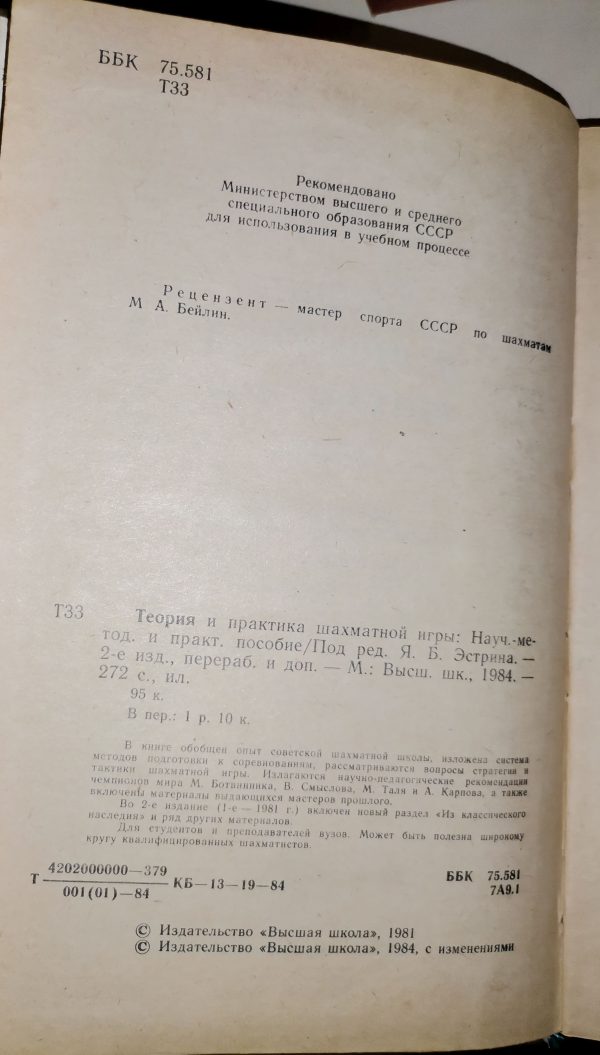 ББК 75.581
Т33
Рекомендовано
Министерством высшего и среднего
специального образования СССР
для использования в учебном процессе
Рецензент — мастер спорта СССР по шахматам
М А. Бейлин.
Т33 Теория и практика шахматной игры: Науч.-ме-
тод. и практ. пособие/Под ред. Я. Б. Эстрина. —
2-е изд., перераб. и доп. — М.: Высш. шк., 1984. —
272 с., ил.
95 к.
В пер.: 1 р. 10 к.
В книге обобщен опыт советской шахматной школы, изложена система
методов подготовки к соревнованиям, рассматриваются вопросы стратегии и
тактики шахматной игры. Излагаются научно-педагогические рекомендации
чемпионов мира М. Ботвинника, В. Смыслова, М. Таля и А. Карпова, а также
включены материалы выдающихся мастеров прошлого.
Во 2-е издание (1-е — 1981 г.) включен новый раздел «Из классического
наследия» и ряд других материалов.
Для студентов и преподавателей вузов. Может быть полезна широкому
кругу квалифицированных шахматистов.
4202000000—379
Т КБ—13—19—84
001(01)—84
ББК 75.581
7А9.1
© Издательство «Высшая школа», 1981
© Издательство «Высшая школа», 1984, с изменениями